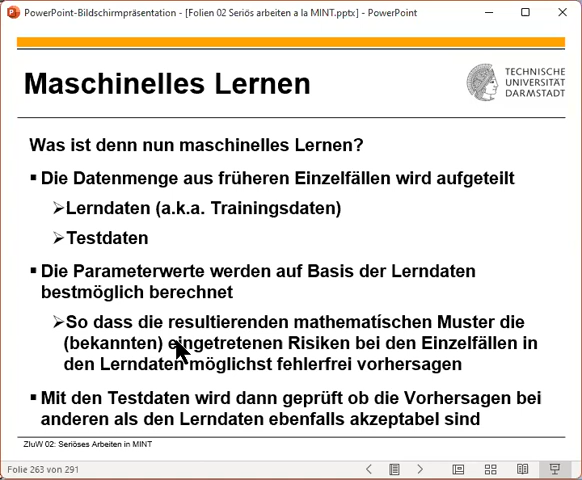 PowerPoint-Bildschirmpräsentation - [Folien 02 Seriös arbeiten a la MINT.pptx] - PowerPoint
Maschinelles Lernen
TECHNISCHE
UNIVERSITÄT
DARMSTADT
Was ist denn nun maschinelles Lernen?
Die Datenmenge aus früheren Einzelfällen wird aufgeteilt
Lerndaten (a.k.a. Trainingsdaten)
Testdaten
Die Parameterwerte werden auf Basis der Lerndaten
bestmöglich berechnet
So dass die resultierenden mathematischen Muster die
(bekannten) eingetretenen Risiken bei den Einzelfällen in
den Lerndaten möglichst fehlerfrei vorhersagen
Mit den Testdaten wird dann geprüft ob die Vorhersagen bei
anderen als den Lerndaten ebenfalls akzeptabel sind
ZIuW 02: Seriöses Arbeiten in MINT
Folie 263 von 291